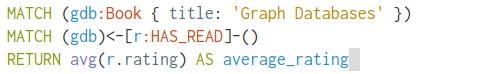 MATCH (gdb:Book { title: 'Graph Databases' })
MATCH (gdb)<-[r:HAS_READ]-()
RETURN avg(r.rating) AS average_rating